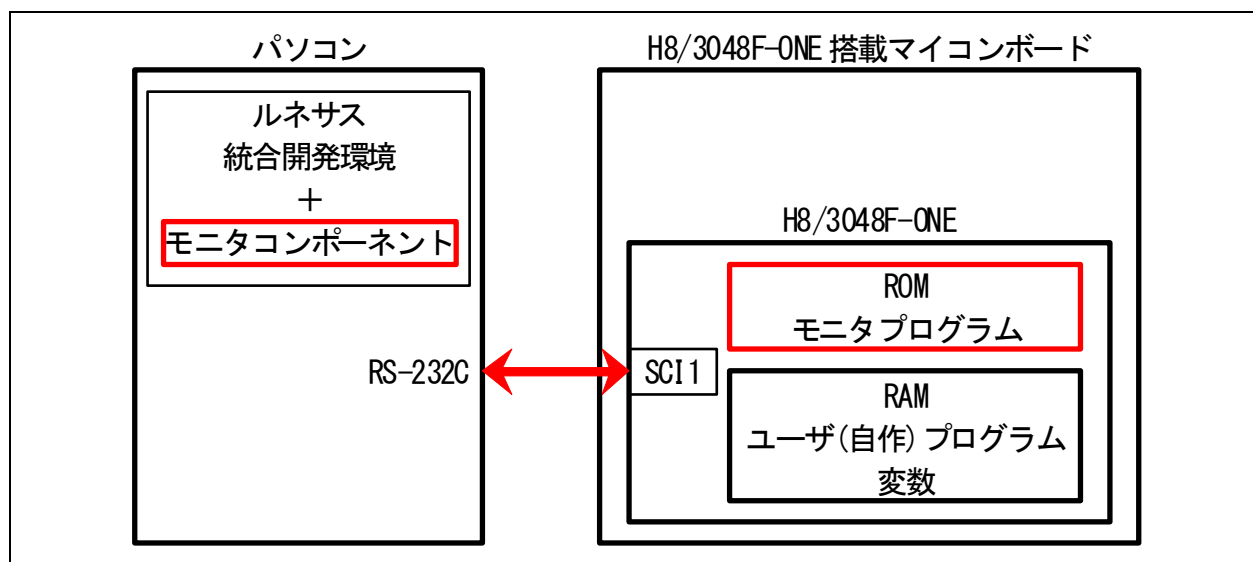 パソコン
ルネサス
統合開発環境
＋
モニタコンポーネント
RS-232C
H8/3048F-ONE 搭載マイコンボード
H8/3048F-ONE
ROM
モニタプログラム
SCI1
RAM
ユーザ(自作)プログラム
変数